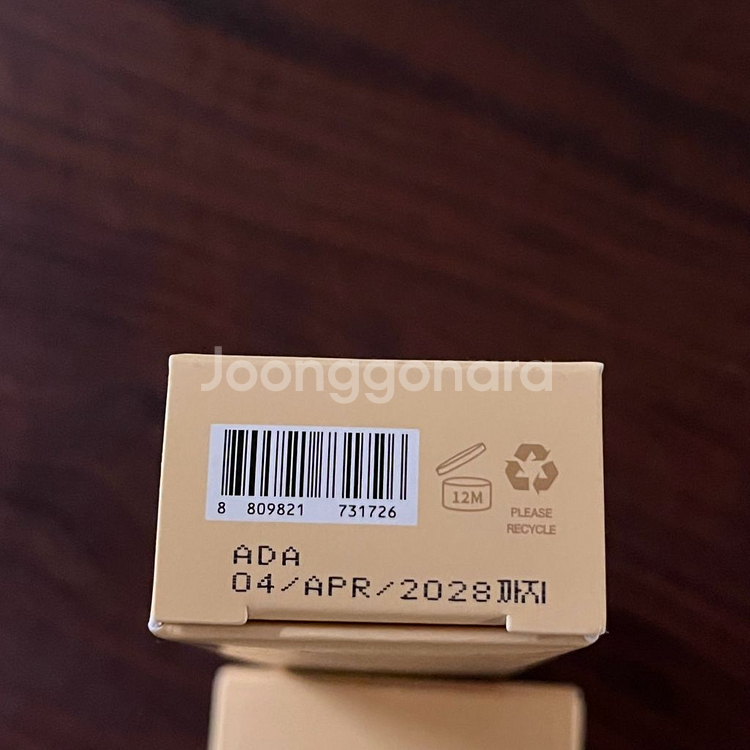 Joonggonara
8 809821 731726
12M
PLEASE
RECYCLE
ADA
04/APR/2028까지